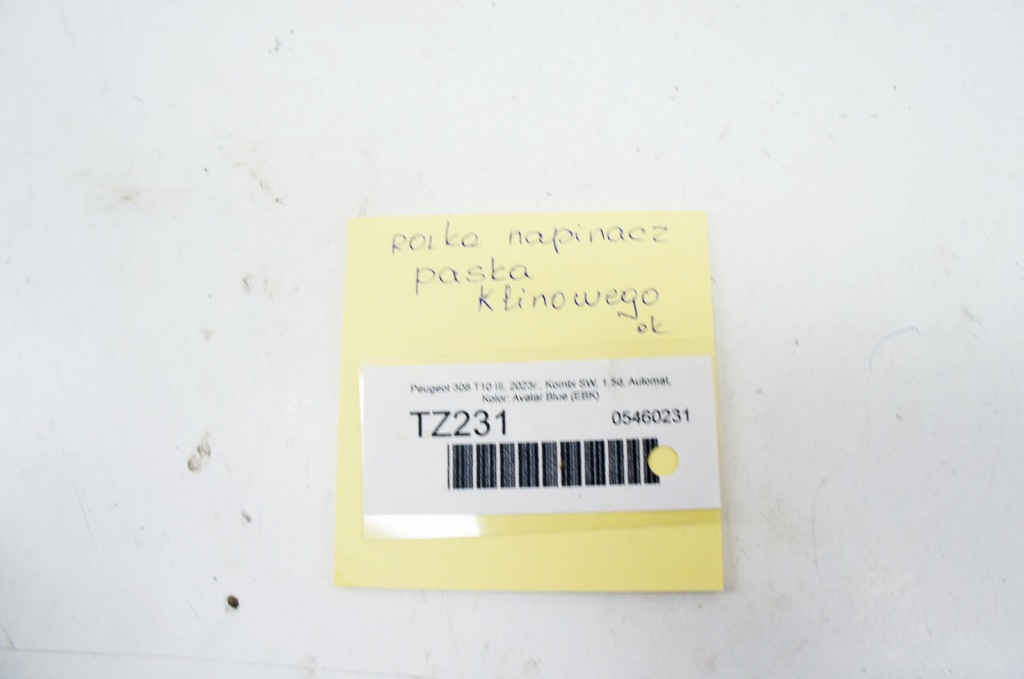 rolka napinacz
paska
klinowego
ok
Peugeot 308 T10 III, 2023r., Kombi SW, 1.5d, Automat,
Kolor: Avatar Blue (EBK)
TZ231 05460231